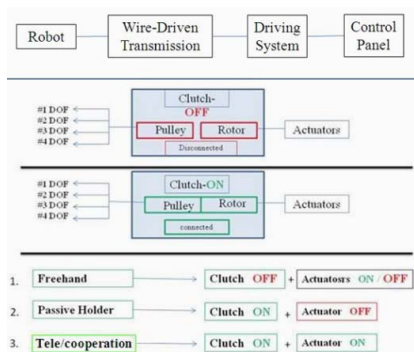 Robot
Wire-Driven
Transmission
Driving
System
Control
Panel
Clutch-
OFF
#1 DOF
#2 DOF
#3 DOF
#4 DOF
Pulley
Rotor
Actuators
Disconnected
Clutch-ON
#1 DOF
#2 DOF
#3 DOF
#4 DOF
Pulley
Rotor
Actuators
connected
1. Freehand Clutch OFF + Actuatosrs ON / OFF
2. Passive Holder Clutch ON + Actuator OFF
3. Tele/cooperation Clutch ON + Actuator ON